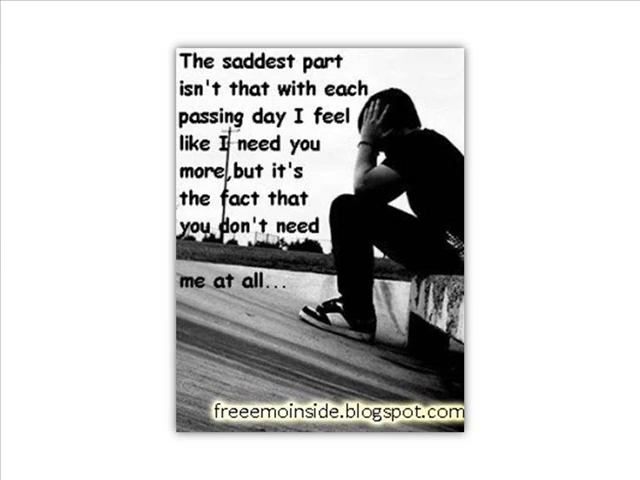 The saddest part
isn't that with each
passing day I feel
like I need you
more,but it's
the fact that
you don't need
me at all...
freeemoinside.blogspot.com